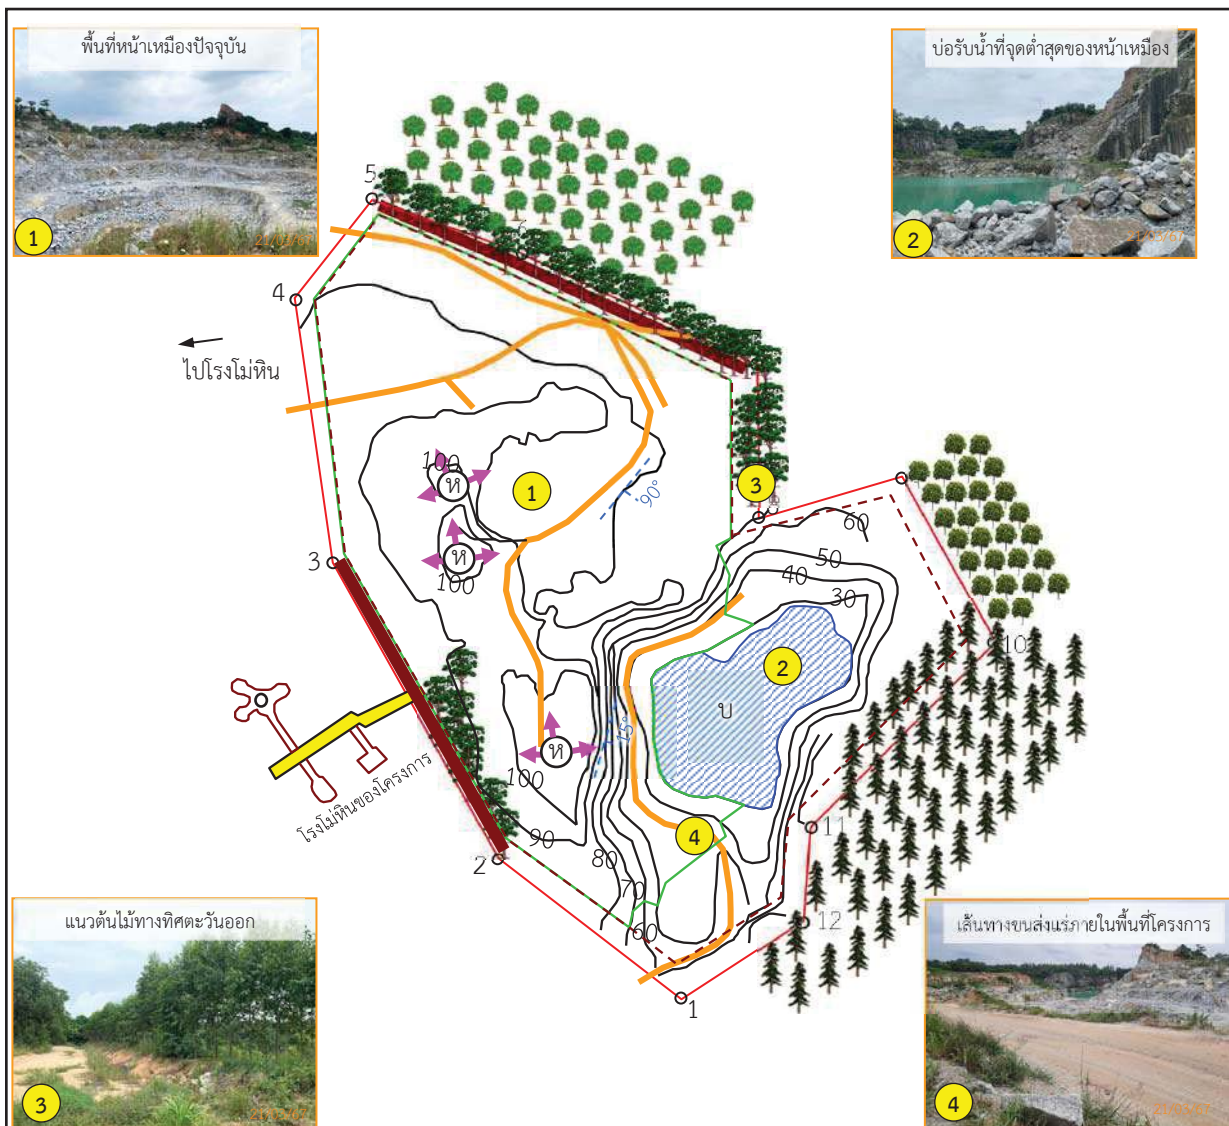 พื้นที่หน้าเหมืองปัจจุบัน
1
บ่อรับน้ำที่จุดต่ำสุดของหน้าเหมือง
2
5
4
ไปโรงโม่หิน
100
ห
1
90°
3
60
ห
100
3
50
40
30
10
2
บ
15°
ห
100
โรงโม่หินของโครงการ
90
80
70
60
4
11
2
12
1
แนวต้นไม้ทางทิศตะวันออก
3
เส้นทางขนส่งแร่ภายในพื้นที่โครงการ
4